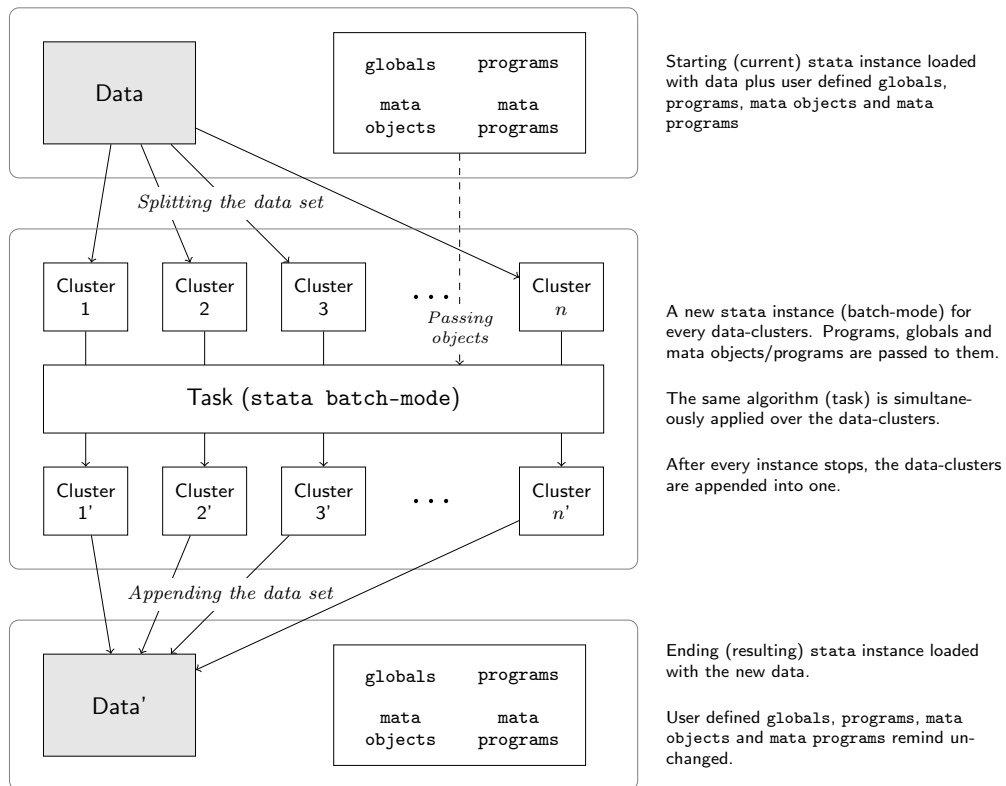 Data
globals programs
mata mata
objects programs
Starting (current) stata instance loaded
with data plus user defined globals,
programs, mata objects and mata
programs
Splitting the data set
Cluster
1
Cluster
2
Cluster
3
...
Cluster
n
Passing
objects
Task (stata batch-mode)
Cluster
1'
Cluster
2'
Cluster
3'
...
Cluster
n'
A new stata instance (batch-mode) for
every data-clusters. Programs, globals and
mata objects/programs are passed to them.
The same algorithm (task) is simultane-
ously applied over the data-clusters.
After every instance stops, the data-clusters
are appended into one.
Appending the data set
Data'
globals programs
mata mata
objects programs
Ending (resulting) stata instance loaded
with the new data.
User defined globals, programs, mata
objects and mata programs remind un-
changed.